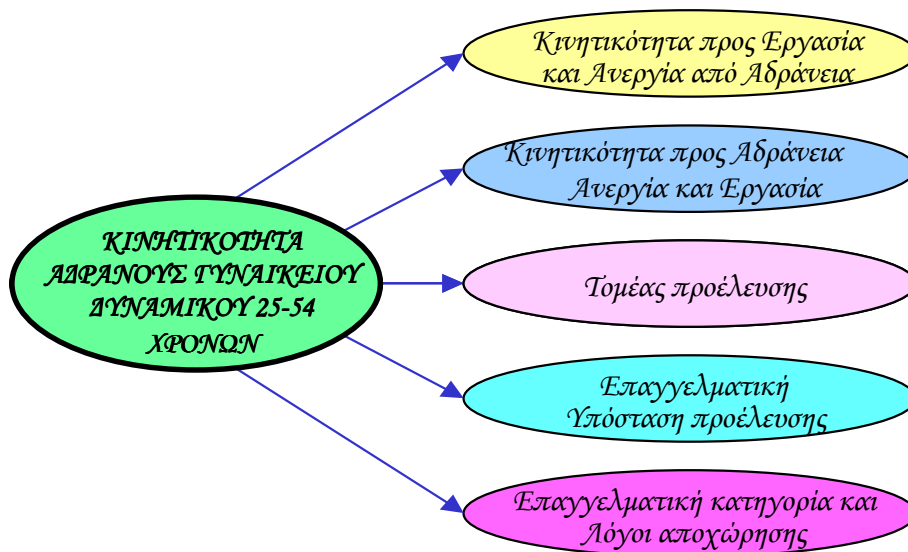 Κινητικότητα προς Εργασία
και Ανεργία από Αδράνεια
Κινητικότητα προς Αδράνεια
Ανεργία και Εργασία
ΚΙΝΗΤΙΚΟΤΗΤΑ
ΑΔΡΑΝΟΥΣ ΓΥΝΑΙΚΕΙΟΥ
ΔΥΝΑΜΙΚΟΥ 25-54
ΧΡΟΝΩΝ
Τομέας προέλευσης
Επαγγελματική
Υπόσταση προέλευσης
Επαγγελματική κατηγορία και
Λόγοι αποχώρησης